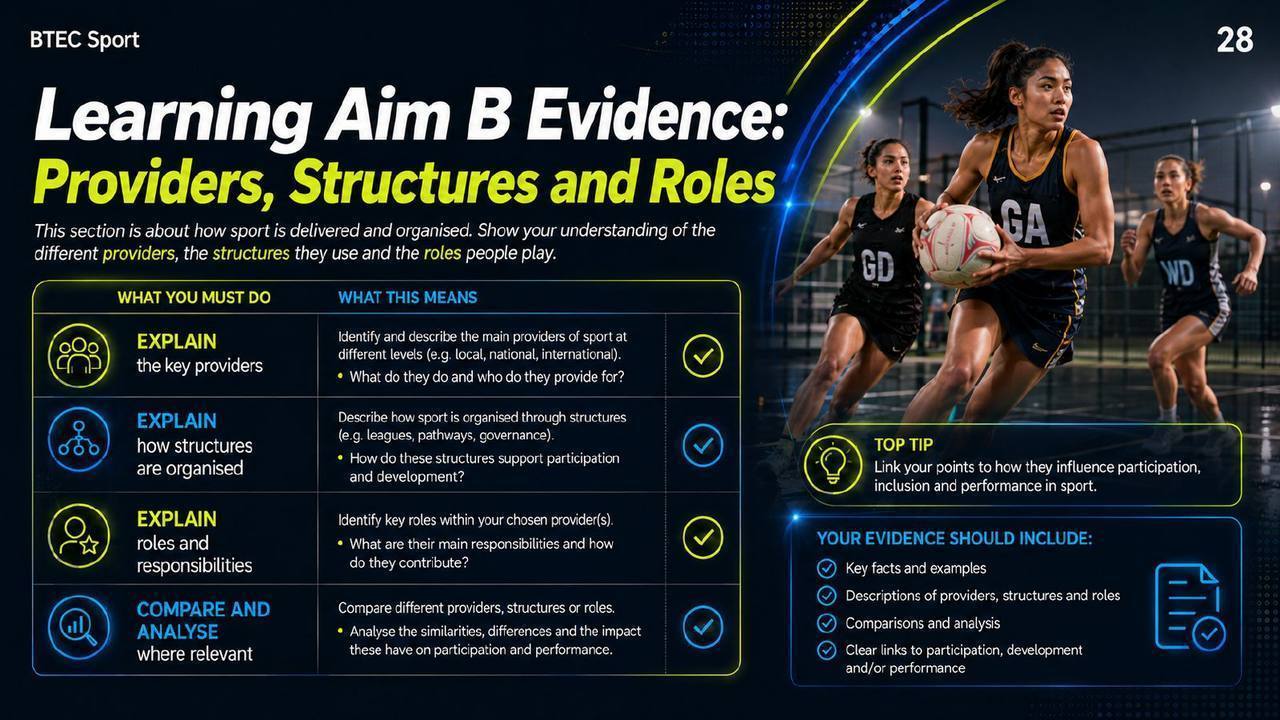 BTEC Sport
28
Learning Aim B Evidence:
Providers, Structures and Roles
This section is about how sport is delivered and organised. Show your understanding of the
different providers, the structures they use and the roles people play.
WHAT YOU MUST DO
WHAT THIS MEANS
EXPLAIN
the key providers
Identify and describe the main providers of sport at
different levels (e.g. local, national, international).
• What do they do and who do they provide for?
EXPLAIN
how structures
are organised
Describe how sport is organised through structures
(e.g. leagues, pathways, governance).
• How do these structures support participation
and development?
EXPLAIN
roles and
responsibilities
Identify key roles within your chosen provider(s).
• What are their main responsibilities and how
do they contribute?
COMPARE AND
ANALYSE
where relevant
Compare different providers, structures or roles.
• Analyse the similarities, differences and the impact
these have on participation and performance.
GD
GA
WD
TOP TIP
Link your points to how they influence participation,
inclusion and performance in sport.
YOUR EVIDENCE SHOULD INCLUDE:
Key facts and examples
Descriptions of providers, structures and roles
Comparisons and analysis
Clear links to participation, development
and/or performance